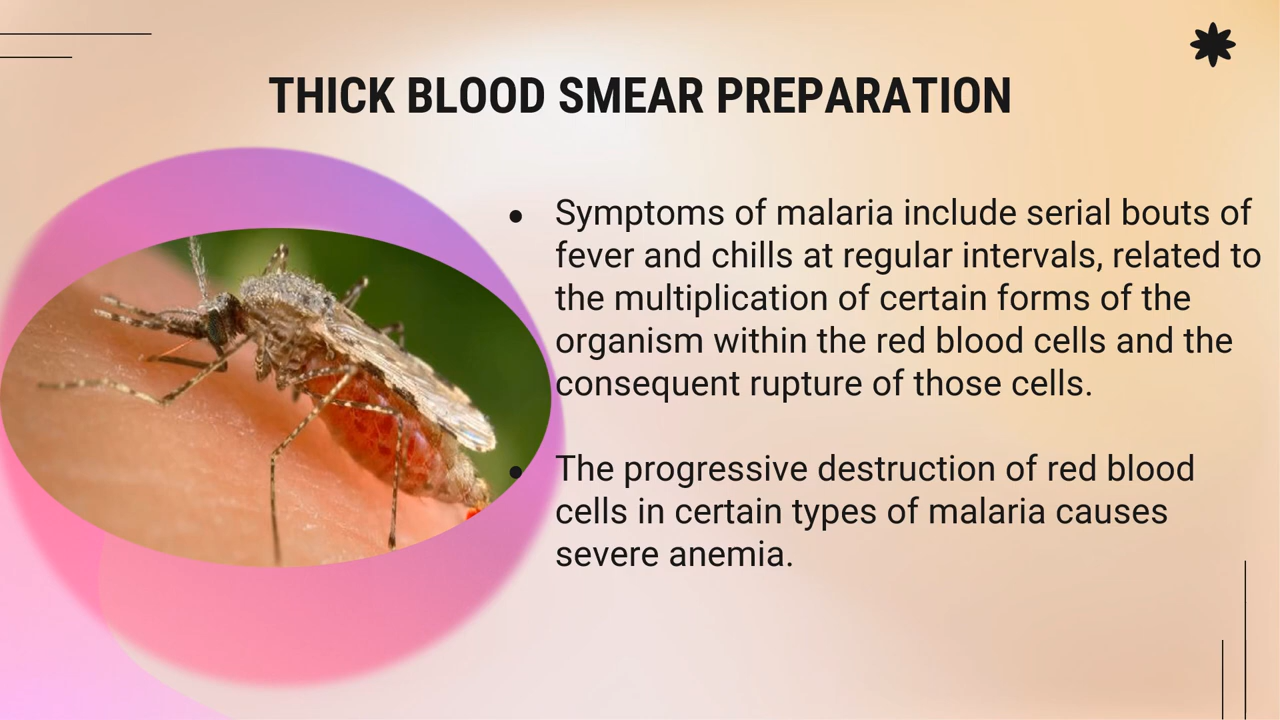 THICK BLOOD SMEAR PREPARATION
● Symptoms of malaria include serial bouts of
fever and chills at regular intervals, related to
the multiplication of certain forms of the
organism within the red blood cells and the
consequent rupture of those cells.
● The progressive destruction of red blood
cells in certain types of malaria causes
severe anemia.